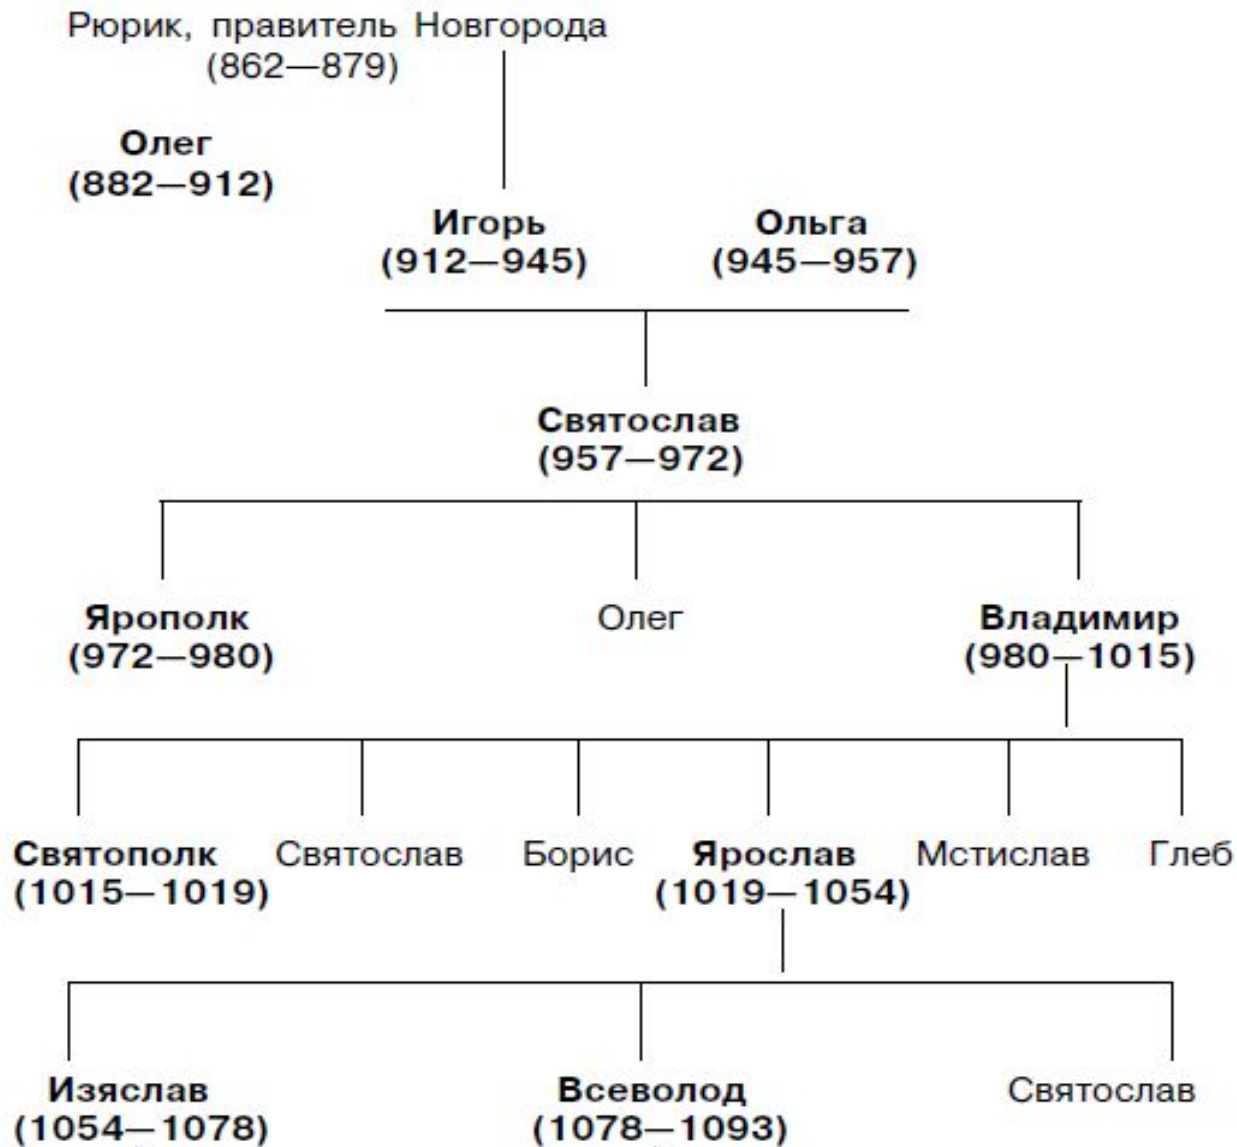 Рюрик, правитель Новгорода
(862—879)
Олег
(882—912)
Игорь
(912—945)
Ольга
(945—957)
Святослав
(957—972)
Ярополк
(972—980)
Олег
Владимир
(980—1015)
Святополк
(1015—1019)
Святослав
Борис
Ярослав
(1019—1054)
Мстислав
Глеб
Изяслав
(1054—1078)
Всеволод
(1078—1093)
Святослав